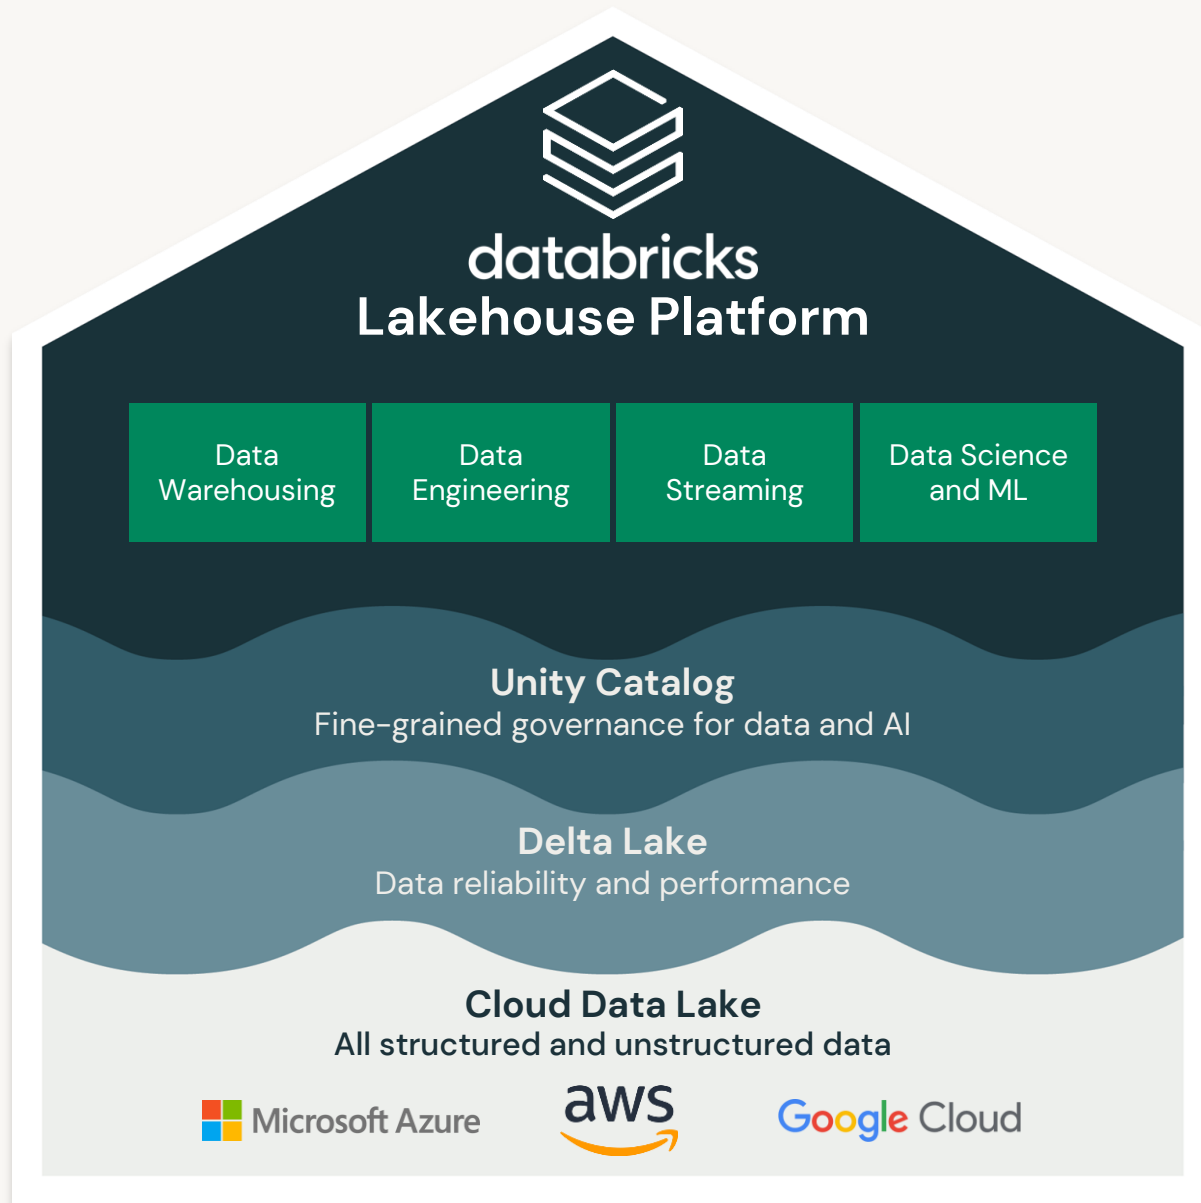 databricks
Lakehouse Platform
Data
Warehousing
Data
Engineering
Data
Streaming
Data Science
and ML
Unity Catalog
Fine-grained governance for data and AI
Delta Lake
Data reliability and performance
Cloud Data Lake
All structured and unstructured data
Microsoft Azure
aws
Google Cloud